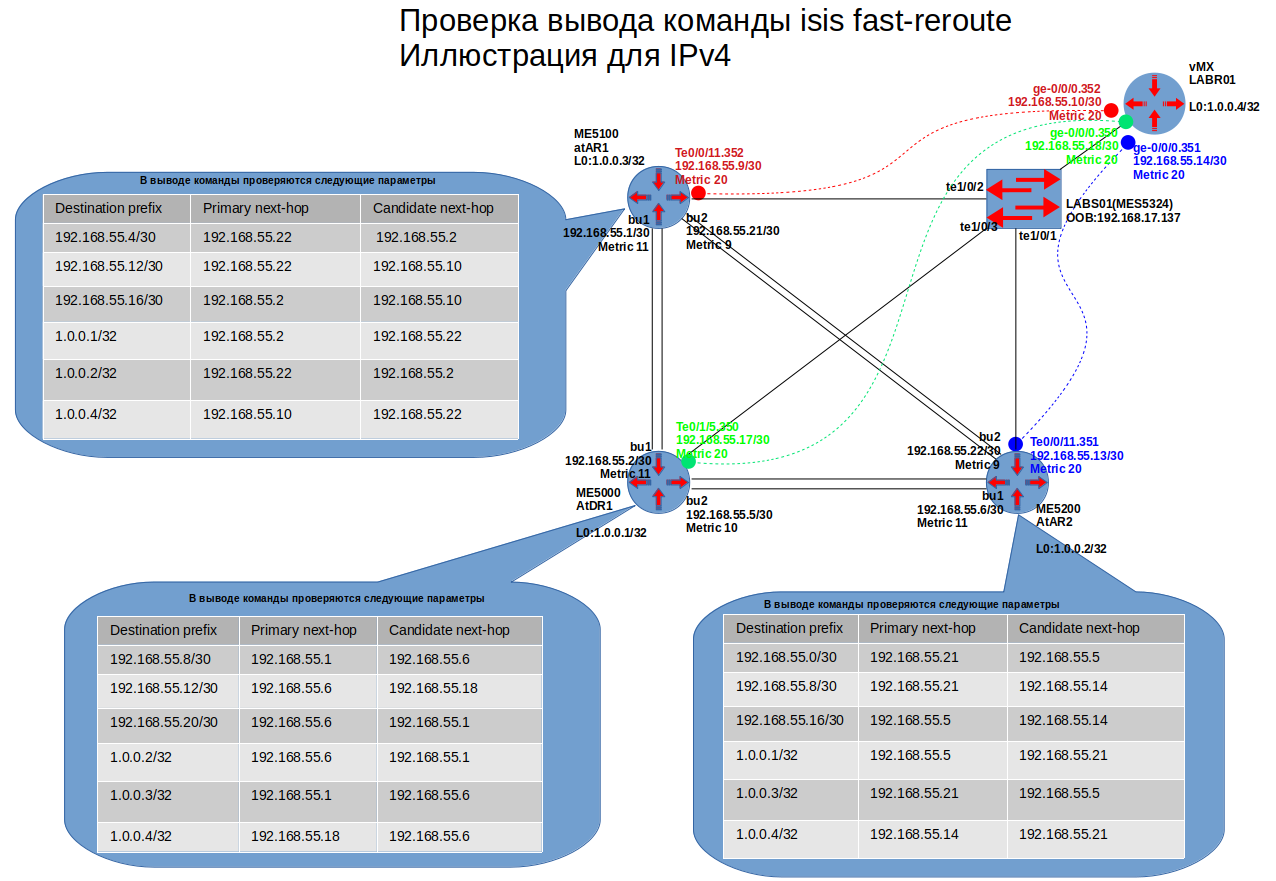 Проверка вывода команды isis fast-reroute
Иллюстрация для IPv4
vMX
LABR01
L0:1.0.0.4/32
ge-0/0/0.352
192.168.55.10/30
Metric 20
ge-0/0/0.350
192.168.55.18/30
Metric 20
ge-0/0/0.351
192.168.55.14/30
Metric 20
ME5100
atAR1
L0:1.0.0.3/32
Te0/0/11.352
192.168.55.9/30
Metric 20
bu1
192.168.55.1/30
Metric 11
bu2
192.168.55.21/30
Metric 9
te1/0/2
te1/0/3
te1/0/1
LABS01(MES5324)
OOB:192.168.17.137
В выводе команды проверяются следующие параметры
Destination prefix Primary next-hop Candidate next-hop
192.168.55.4/30 192.168.55.22 192.168.55.2
192.168.55.12/30 192.168.55.22 192.168.55.10
192.168.55.16/30 192.168.55.2 192.168.55.10
1.0.0.1/32 192.168.55.2 192.168.55.22
1.0.0.2/32 192.168.55.22 192.168.55.2
1.0.0.4/32 192.168.55.10 192.168.55.22
Te0/1/5.350
192.168.55.17/30
Metric 20
bu1
192.168.55.2/30
Metric 11
ME5000
AtDR1
L0:1.0.0.1/32
bu2
192.168.55.5/30
Metric 10
bu2
192.168.55.22/30
Metric 9
Te0/0/11.351
192.168.55.13/30
Metric 20
bu1
192.168.55.6/30
Metric 11
ME5200
AtAR2
L0:1.0.0.2/32
В выводе команды проверяются следующие параметры
Destination prefix Primary next-hop Candidate next-hop
192.168.55.8/30 192.168.55.1 192.168.55.6
192.168.55.12/30 192.168.55.6 192.168.55.18
192.168.55.20/30 192.168.55.6 192.168.55.1
1.0.0.2/32 192.168.55.6 192.168.55.1
1.0.0.3/32 192.168.55.1 192.168.55.6
1.0.0.4/32 192.168.55.18 192.168.55.6
В выводе команды проверяются следующие параметры
Destination prefix Primary next-hop Candidate next-hop
192.168.55.0/30 192.168.55.21 192.168.55.5
192.168.55.8/30 192.168.55.21 192.168.55.14
192.168.55.16/30 192.168.55.5 192.168.55.14
1.0.0.1/32 192.168.55.5 192.168.55.21
1.0.0.3/32 192.168.55.21 192.168.55.5
1.0.0.4/32 192.168.55.14 192.168.55.21